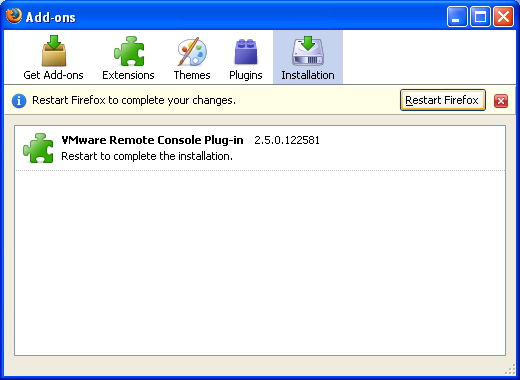 Add-ons
Get Add-ons Extensions Themes Plugins Installation
Restart Firefox to complete your changes. Restart Firefox
VMware Remote Console Plug-in 2.5.0.122581
Restart to complete the installation.